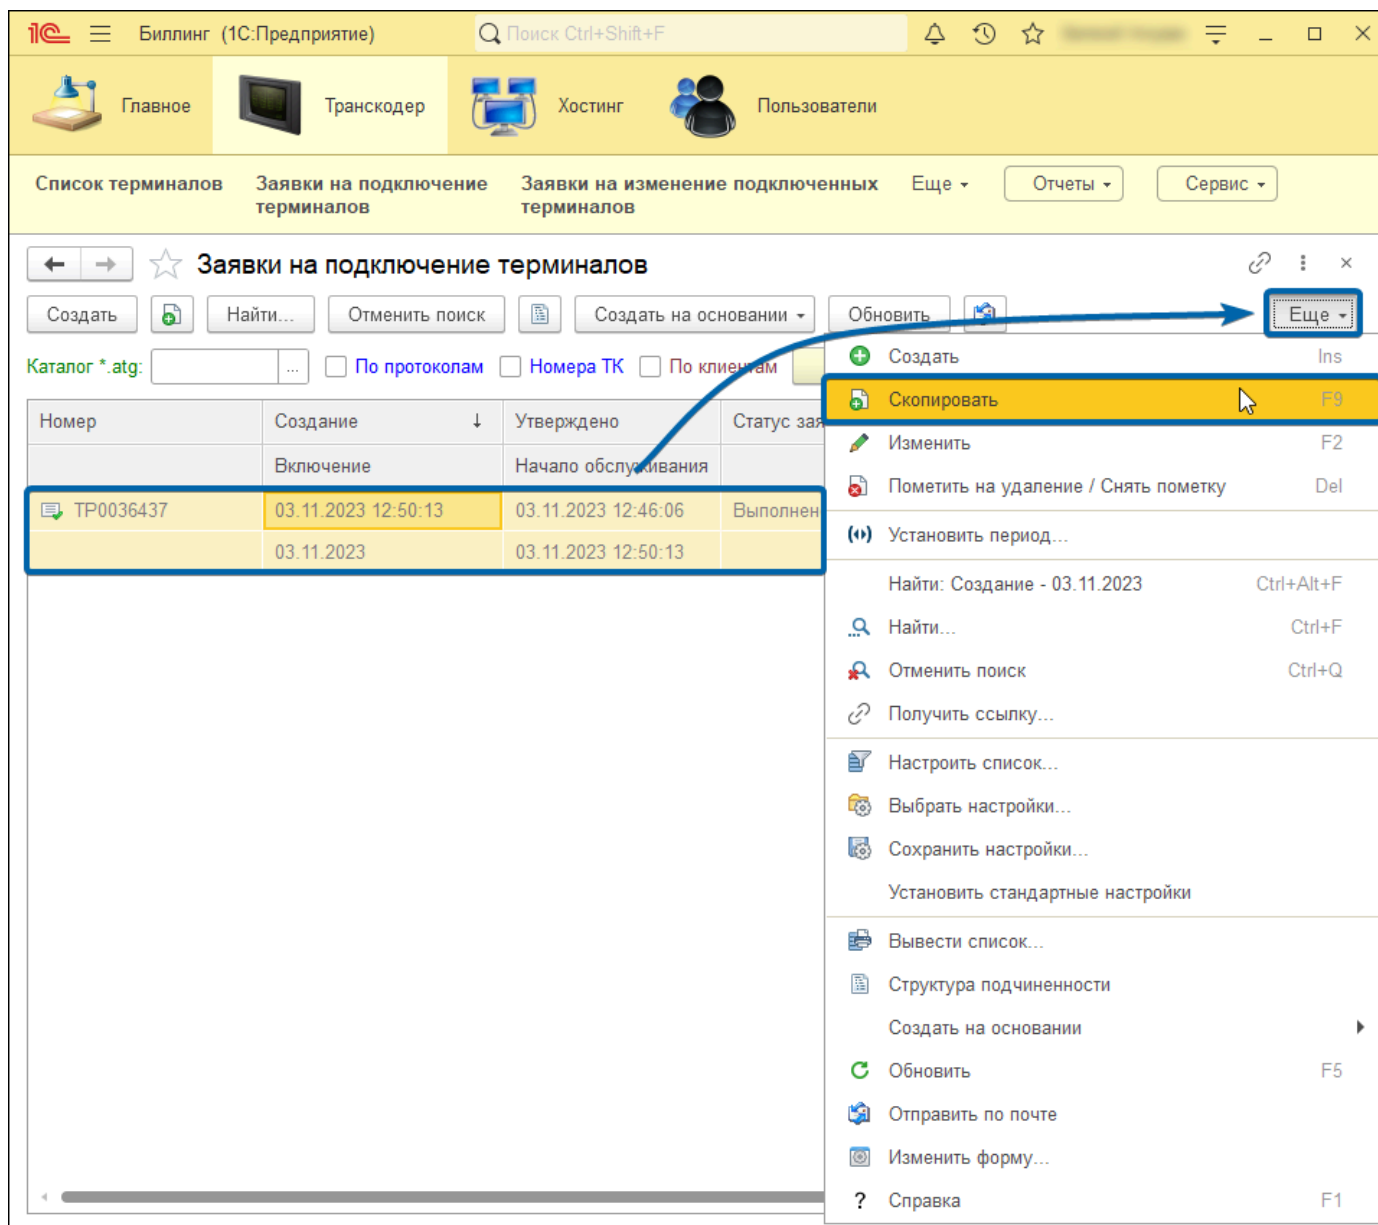 1С Биллинг (1С:Предприятие) Поиск Ctrl+Shift+F
Главное Транскодер Хостинг Пользователи
Список терминалов Заявки на подключение Заявки на изменение подключенных Еще Отчеты Сервис
терминалов терминалов
Заявки на подключение терминалов
Создать Найти... Отменить поиск Создать на основании Обновить Еще
Каталог *.atg: ... По протоколам Номера ТК По клиентам
Номер Создание Утверждено Статус зая
Включение Начало обслуживания
ТР0036437 03.11.2023 12:50:13 03.11.2023 12:46:06 Выполнен
03.11.2023 03.11.2023 12:50:13
Создать Ins
Скопировать F9
Изменить F2
Пометить на удаление / Снять пометку Del
Установить период...
Найти: Создание - 03.11.2023 Ctrl+Alt+F
Найти... Ctrl+F
Отменить поиск Ctrl+Q
Получить ссылку...
Настроить список...
Выбрать настройки...
Сохранить настройки...
Установить стандартные настройки
Вывести список...
Структура подчиненности
Создать на основании
Обновить F5
Отправить по почте
Изменить форму...
? Справка F1